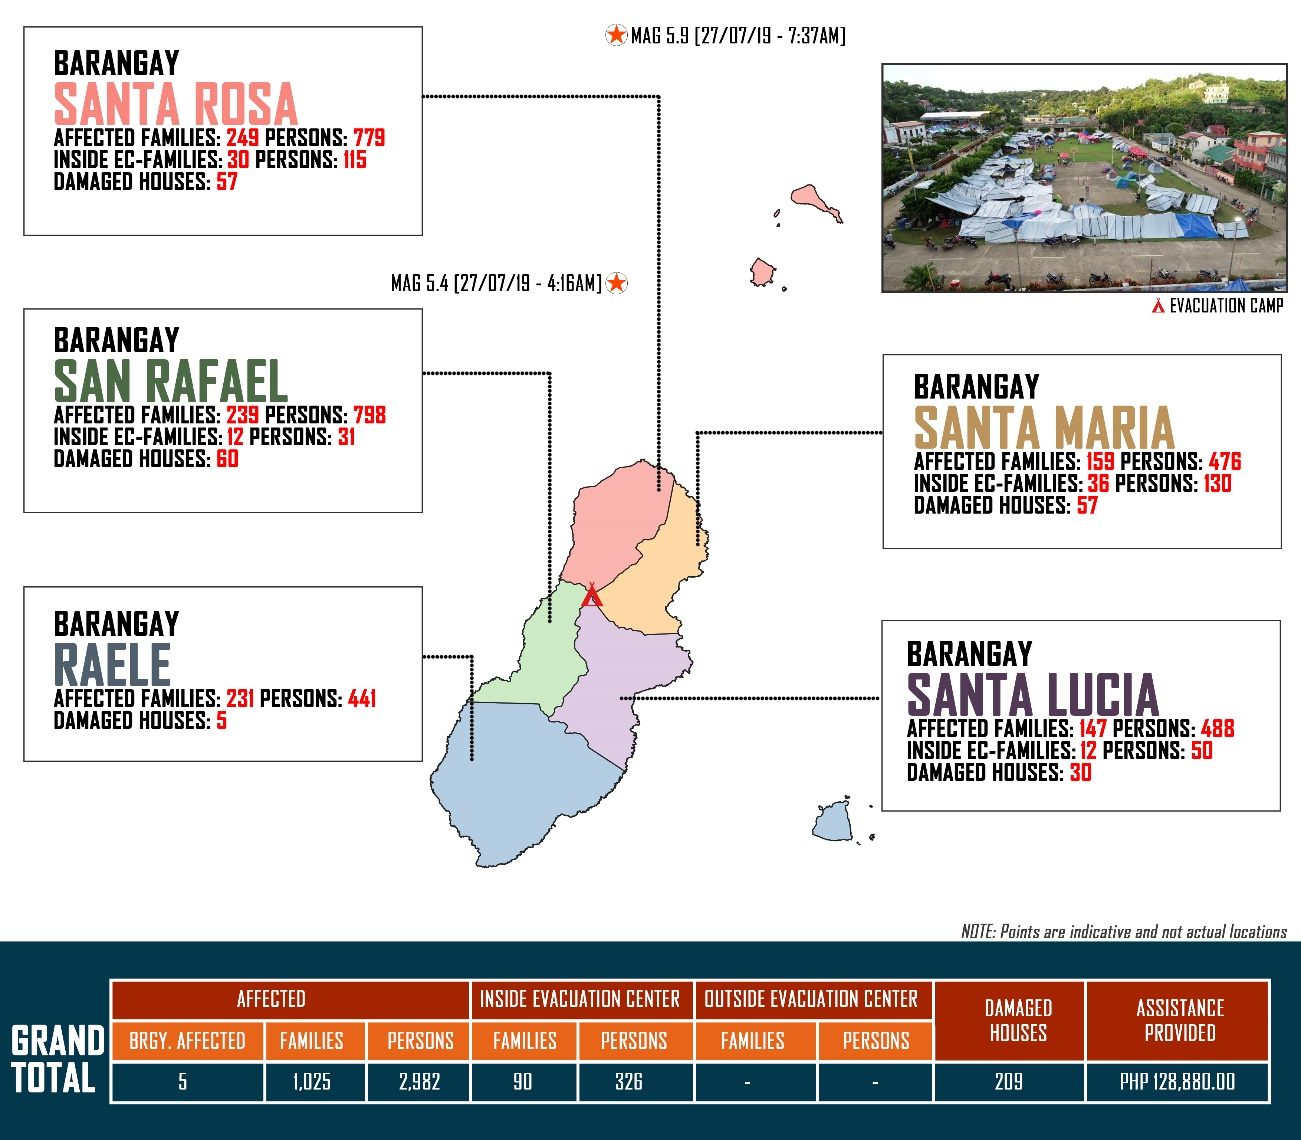 MAG 5.9 [27/07/19 - 7:37AM]
BARANGAY
SANTA ROSA
AFFECTED FAMILIES: 249 PERSONS: 779
INSIDE EC-FAMILIES: 30 PERSONS: 115
DAMAGED HOUSES: 57
MAG 5.4 [27/07/19 - 4:16AM]
EVACUATION CAMP
BARANGAY
SAN RAFAEL
AFFECTED FAMILIES: 239 PERSONS: 798
INSIDE EC-FAMILIES: 12 PERSONS: 31
DAMAGED HOUSES: 60
BARANGAY
SANTA MARIA
AFFECTED FAMILIES: 159 PERSONS: 476
INSIDE EC-FAMILIES: 36 PERSONS: 130
DAMAGED HOUSES: 57
BARANGAY
RAELE
AFFECTED FAMILIES: 231 PERSONS: 441
DAMAGED HOUSES: 5
BARANGAY
SANTA LUCIA
AFFECTED FAMILIES: 147 PERSONS: 488
INSIDE EC-FAMILIES: 12 PERSONS: 50
DAMAGED HOUSES: 30
NOTE: Points are indicative and not actual locations
GRAND
TOTAL
AFFECTED INSIDE EVACUATION CENTER OUTSIDE EVACUATION CENTER
DAMAGED
HOUSES
ASSISTANCE
PROVIDED
BRGY. AFFECTED FAMILIES PERSONS FAMILIES PERSONS FAMILIES PERSONS
5 1,025 2,982 90 326 - - 209 PHP 128,880.00